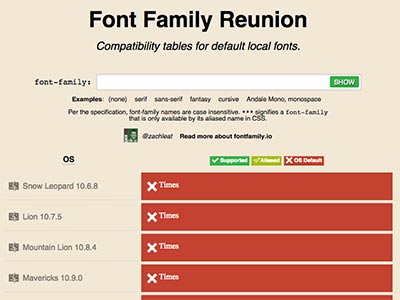 Font Family Reunion
Compatibility tables for default local fonts.
font-family: SHOW
Examples: (none) serif sans-serif fantasy cursive Andale Mono, monospace
Per the specification, font-family names are case insensitive. *** signifies a font-family
that is only available by its aliased name in CSS.
@zachleat Read more about fontfamily.io
OS Supported Aliased OS Default
Snow Leopard 10.6.8 Times
Lion 10.7.5 Times
Mountain Lion 10.8.4 Times
Mavericks 10.9.0 Times